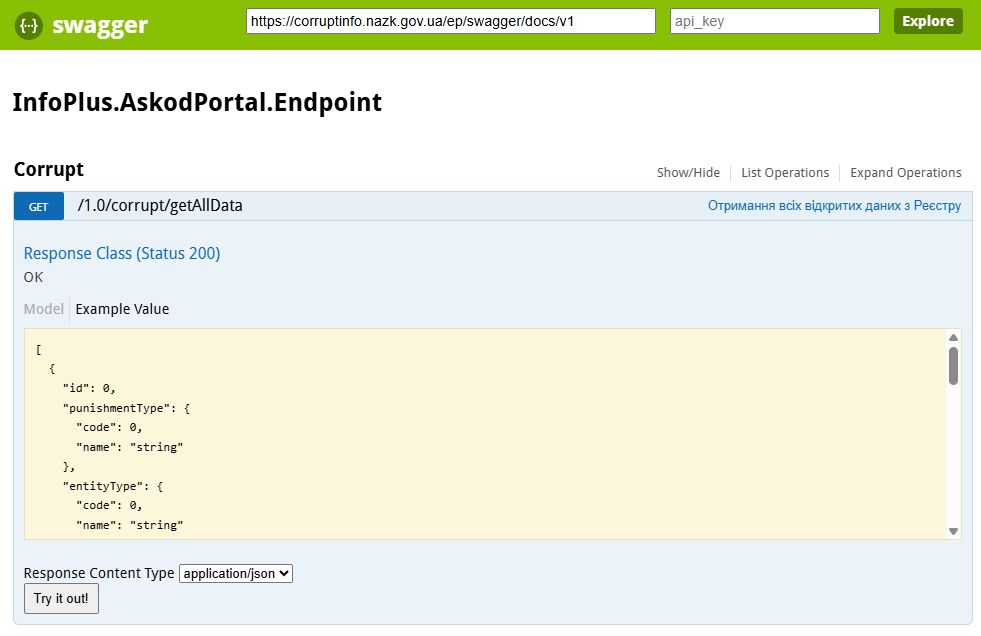 {···} swagger https://corruptinfo.nazk.gov.ua/ep/swagger/docs/v1 api_key Explore
InfoPlus.AskodPortal.Endpoint
Corrupt Show/Hide List Operations Expand Operations
GET /1.0/corrupt/getAllData Отримання всіх відкритих даних з Реєстру
Response Class (Status 200)
OK
Model Example Value
[
{
"id": 0,
"punishmentType": {
"code": 0,
"name": "string"
},
"entityType": {
"code": 0,
"name": "string"
Response Content Type application/json
Try it out!